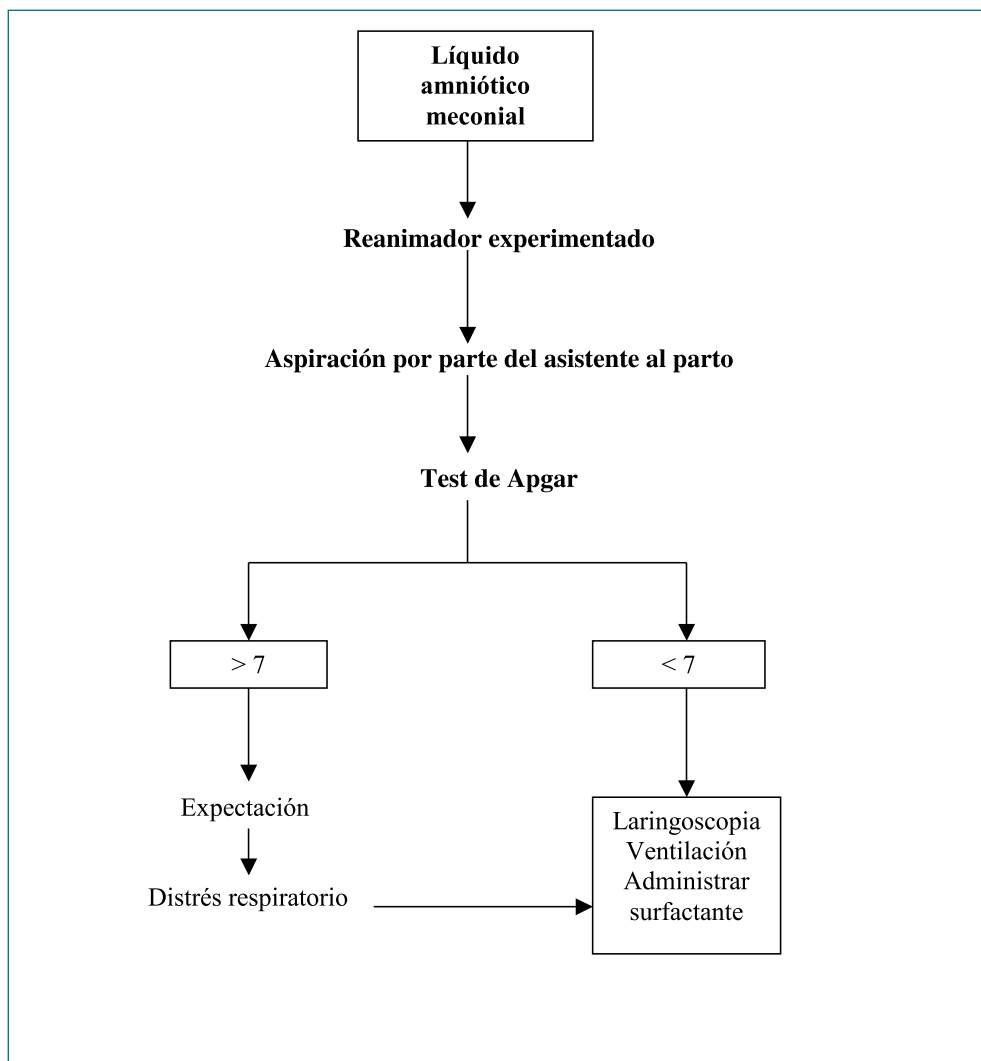 Líquido
amniótico
meconial
Reanimador experimentado
Aspiración por parte del asistente al parto
Test de Apgar
> 7
< 7
Expectación
Distrés respiratorio
Laringoscopia
Ventilación
Administrar
surfactante